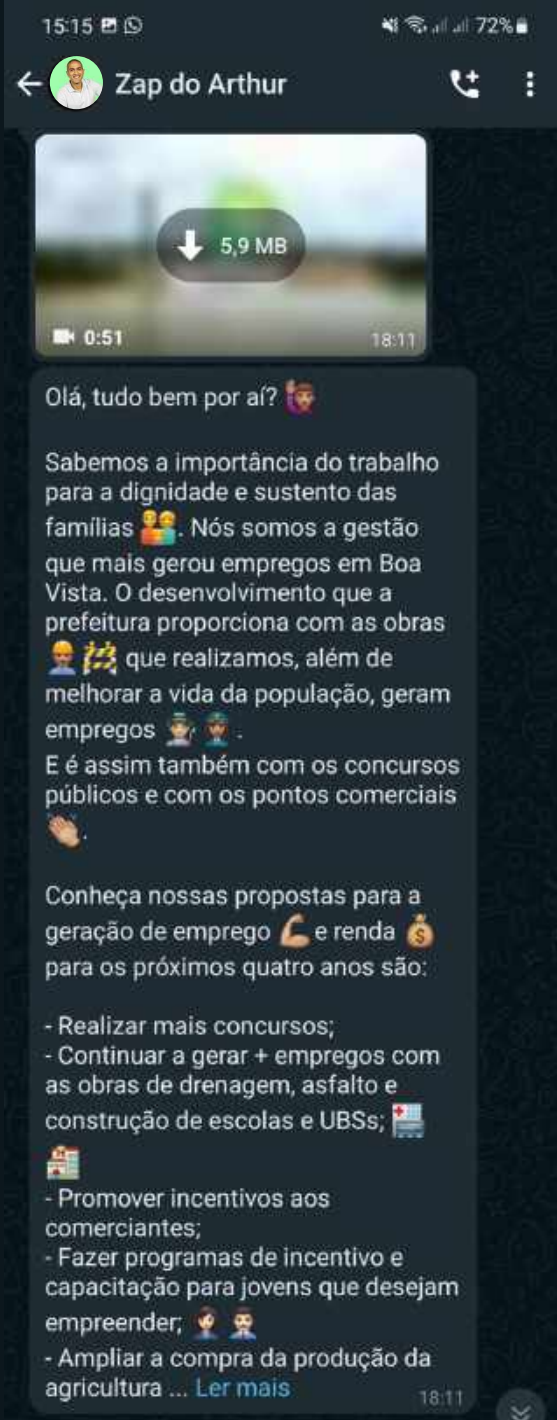 15:15 72%
Zap do Arthur
5,9 MB
0:51 18:11
Olá, tudo bem por aí? 🙋🏽
Sabemos a importância do trabalho
para a dignidade e sustento das
famílias 🧑‍🤝‍🧑. Nós somos a gestão
que mais gerou empregos em Boa
Vista. O desenvolvimento que a
prefeitura proporciona com as obras
👷🏽🚧 que realizamos, além de
melhorar a vida da população, geram
empregos 👩🏻‍🌾👩🏽‍✈️.
E é assim também com os concursos
públicos e com os pontos comerciais
👏🏼.
Conheça nossas propostas para a
geração de emprego 💪🏼 e renda 💰
para os próximos quatro anos são:
- Realizar mais concursos;
- Continuar a gerar + empregos com
as obras de drenagem, asfalto e
construção de escolas e UBSs; 🏥
🏫
- Promover incentivos aos
comerciantes;
- Fazer programas de incentivo e
capacitação para jovens que desejam
empreender; 👩🏻‍💼👨🏻‍💼
- Ampliar a compra da produção da
agricultura ... Ler mais
18:11